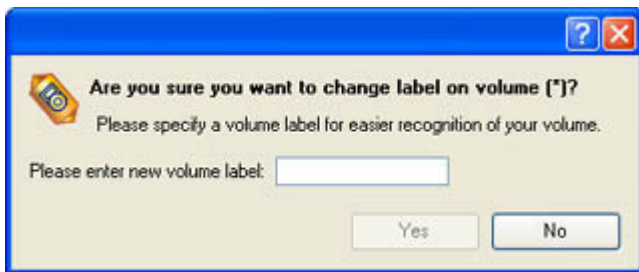 Are you sure you want to change label on volume (*)?
Please specify a volume label for easier recognition of your volume.
Please enter new volume label:
Yes
No